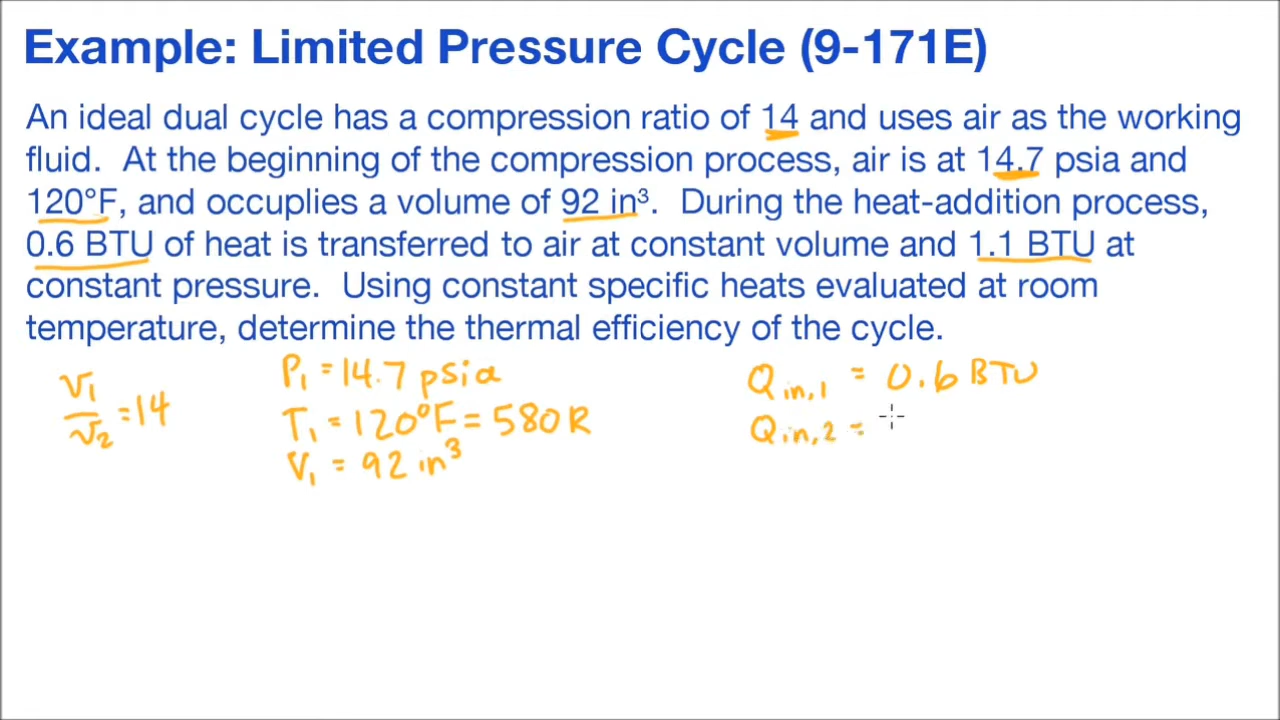 Example: Limited Pressure Cycle (9-171E)
An ideal dual cycle has a compression ratio of 14 and uses air as the working
fluid. At the beginning of the compression process, air is at 14.7 psia and
120°F, and occuplies a volume of 92 in³. During the heat-addition process,
0.6 BTU of heat is transferred to air at constant volume and 1.1 BTU at
constant pressure. Using constant specific heats evaluated at room
temperature, determine the thermal efficiency of the cycle.
v₁/v₂ = 14
P₁ = 14.7 psia
T₁ = 120°F = 580 R
V₁ = 92 in³
Qin,1 = 0.6 BTU
Qin,2 =